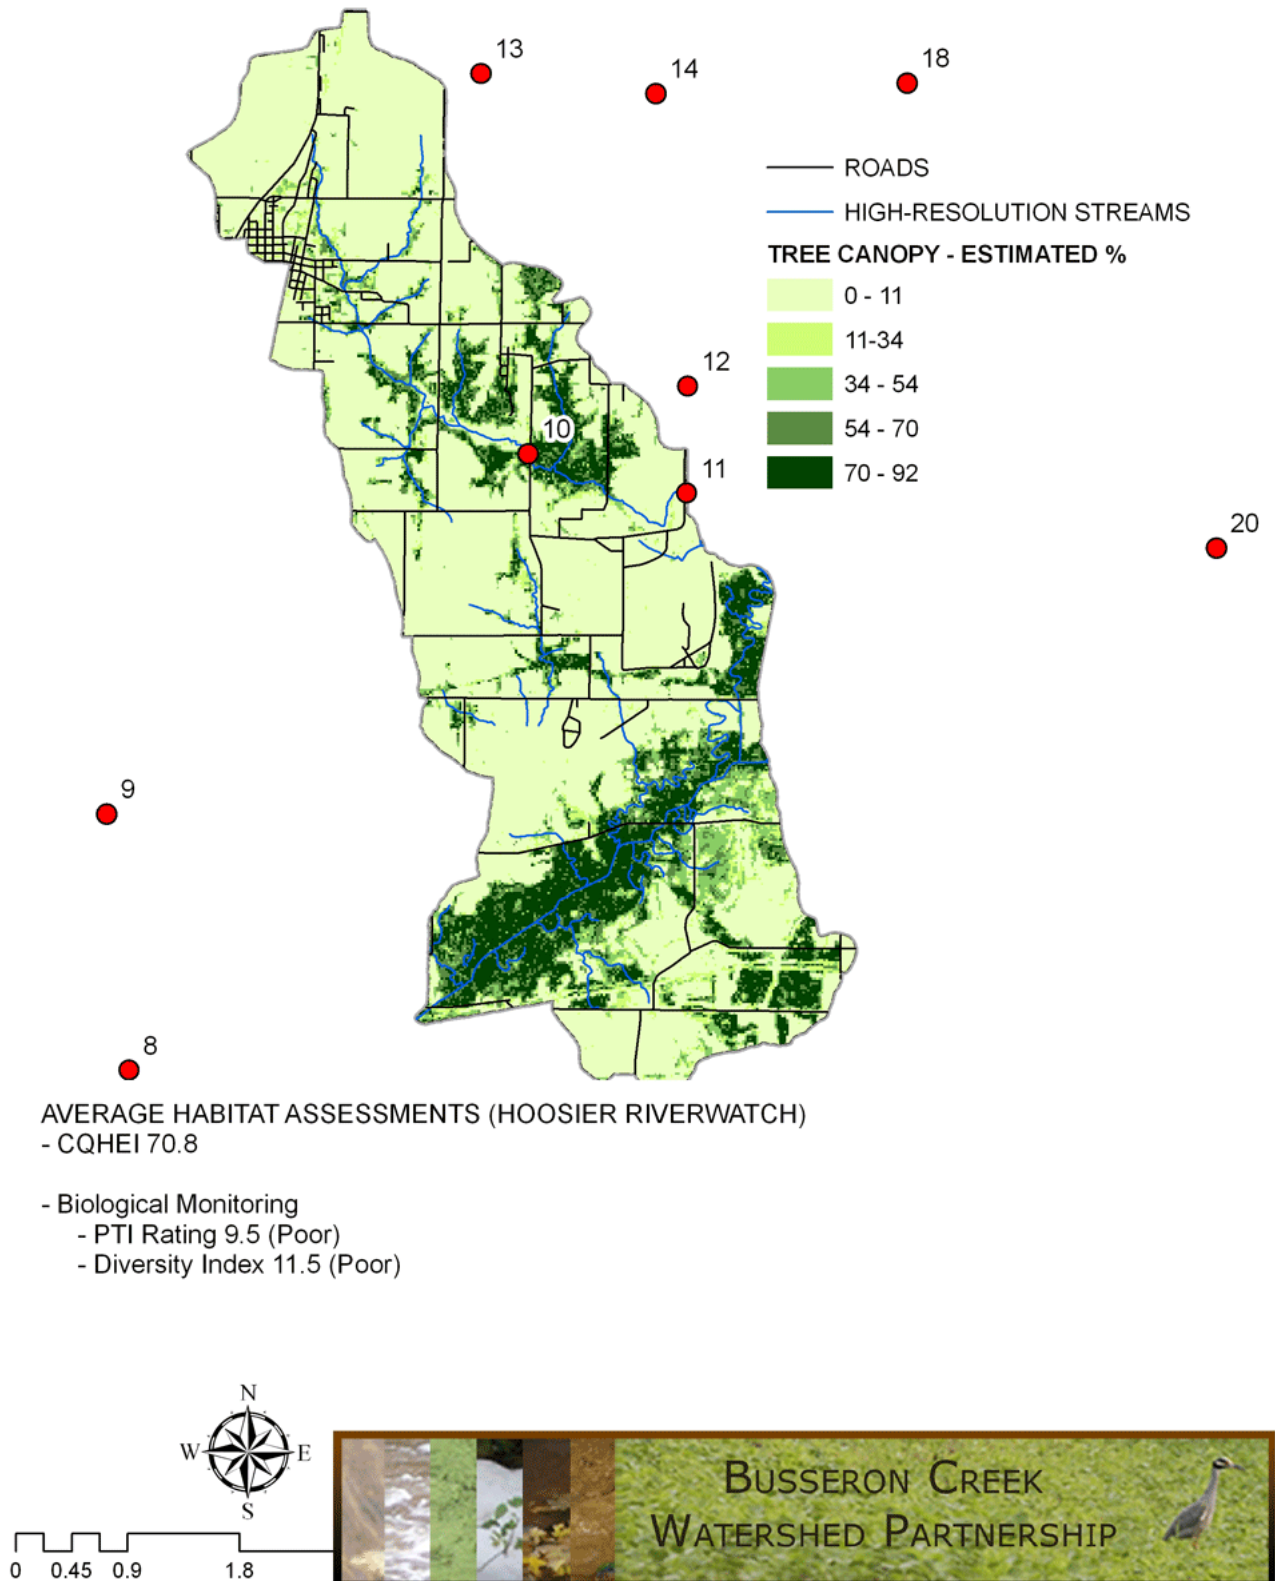 13
14
18
ROADS
HIGH-RESOLUTION STREAMS
TREE CANOPY - ESTIMATED %
0 - 11
11-34
34 - 54
54 - 70
70 - 92
12
10
11
20
9
8
AVERAGE HABITAT ASSESSMENTS (HOOSIER RIVERWATCH)
- CQHEI 70.8
- Biological Monitoring
- PTI Rating 9.5 (Poor)
- Diversity Index 11.5 (Poor)
N
W E
S
BUSSERON CREEK
WATERSHED PARTNERSHIP
0 0.45 0.9 1.8